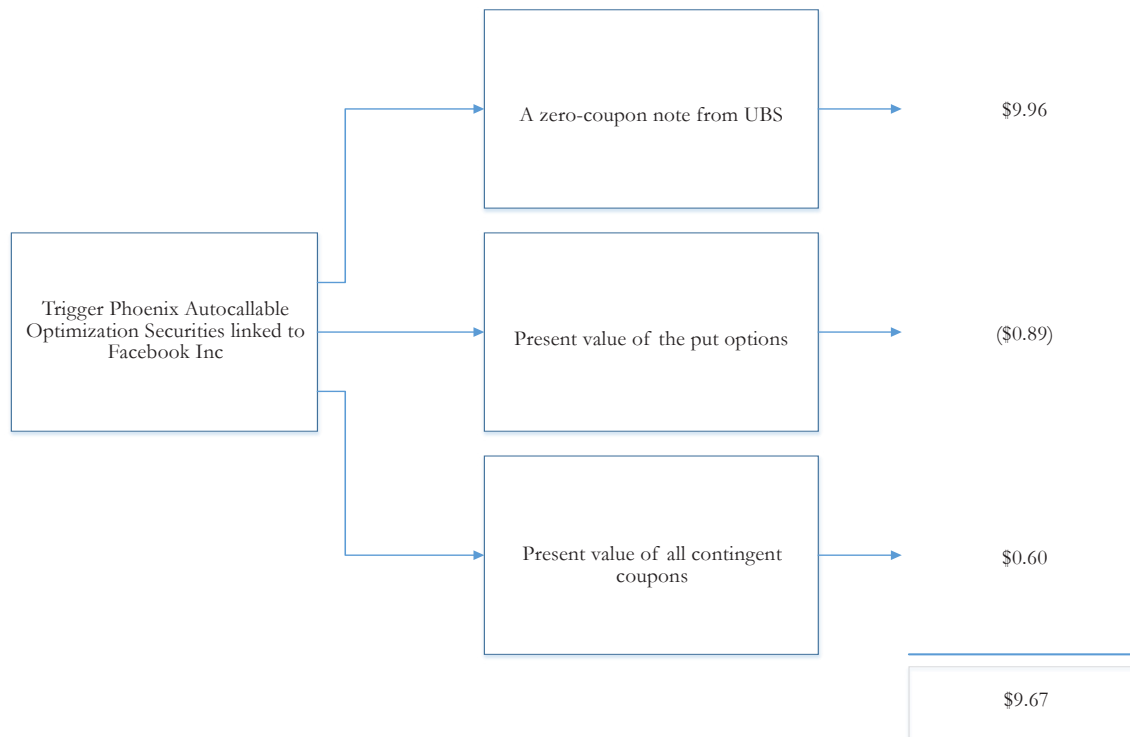 A zero-coupon note from UBS
$9.96
Trigger Phoenix Autocallable
Optimization Securities linked to
Facebook Inc
Present value of the put options
($0.89)
Present value of all contingent
coupons
$0.60
$9.67